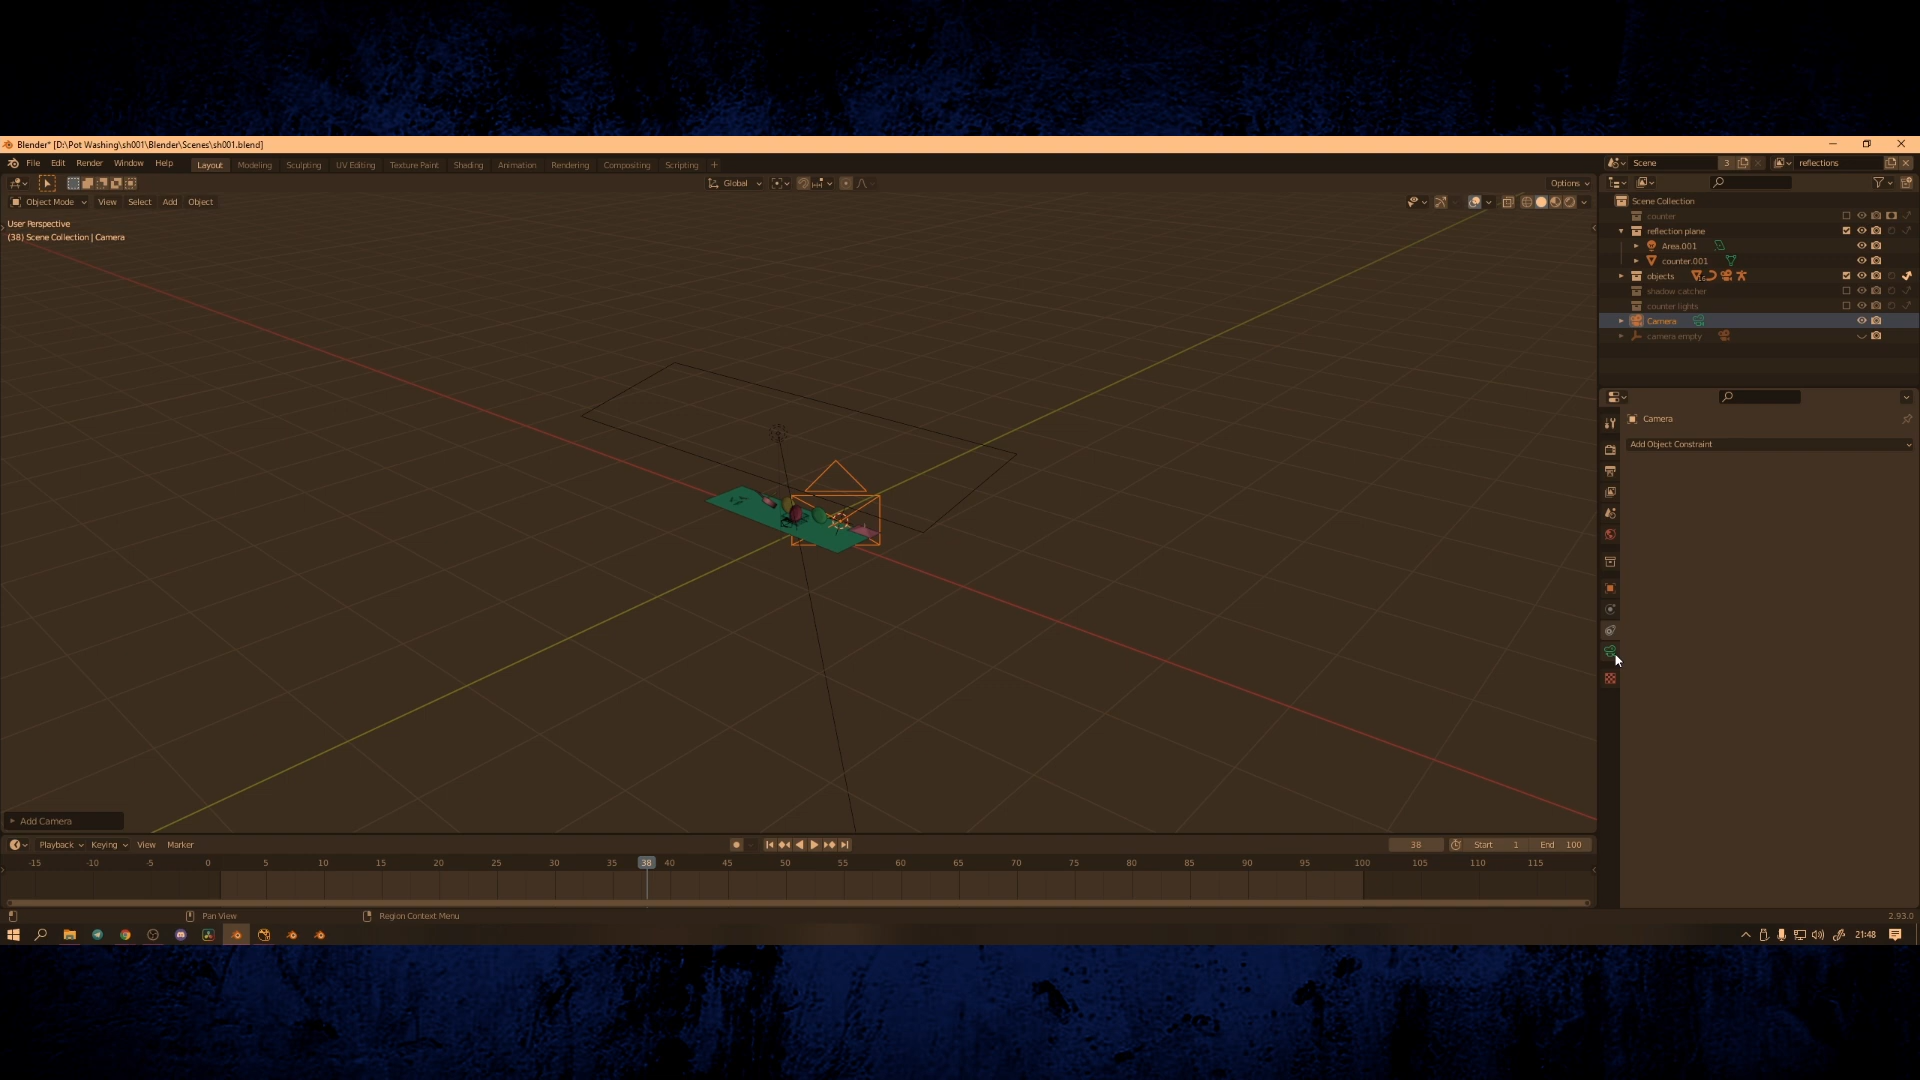 Blender* [D:\Pot Washing\sh001\Blender\Scenes\sh001.blend]
File Edit Render Window Help Layout Modeling Sculpting UV Editing Texture Paint Shading Animation Rendering Compositing Scripting + Scene 3 reflections
Global Options
Object Mode View Select Add Object
User Perspective
(38) Scene Collection | Camera
Scene Collection
counter
reflection plane
Area.001
counter.001
objects
shadow catcher
counter lights
Camera
camera empty
Camera
Add Object Constraint
Add Camera
Playback Keying View Marker 38 Start 1 End 100
-15 -10 -5 0 5 10 15 20 25 30 35 38 40 45 50 55 60 65 70 75 80 85 90 95 100 105 110 115
Pan View Region Context Menu 2.93.0
21:48